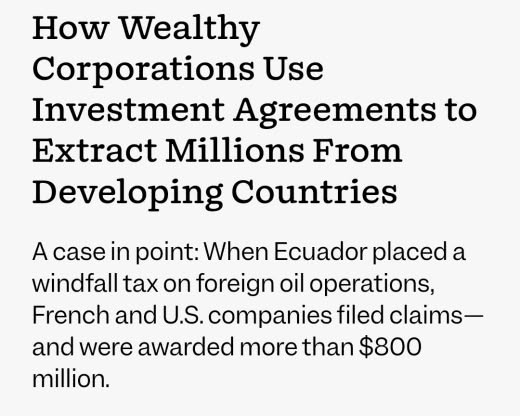 How Wealthy
Corporations Use
Investment Agreements to
Extract Millions From
Developing Countries
A case in point: When Ecuador placed a
windfall tax on foreign oil operations,
French and U.S. companies filed claims—
and were awarded more than $800
million.